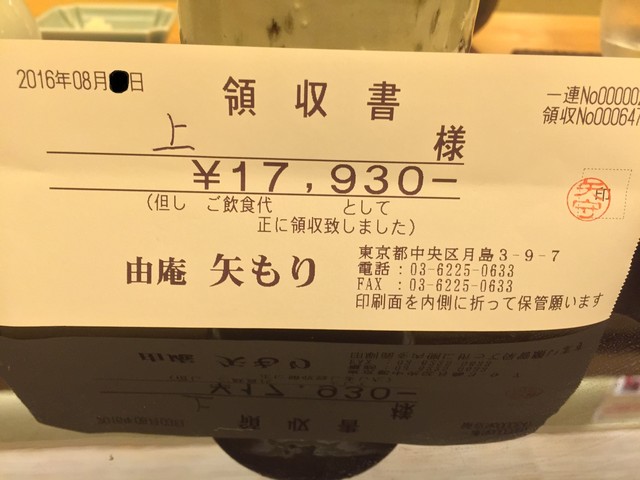 2016年08月 日
領収書
一連No000002
領収No000647
上 様
¥17,930-
(但し ご飲食代 として
正に領収致しました)
印
由庵 矢もり
東京都中央区月島3-9-7
電話 : 03-6225-0633
FAX : 03-6225-0633
印刷面を内側に折って保管願います